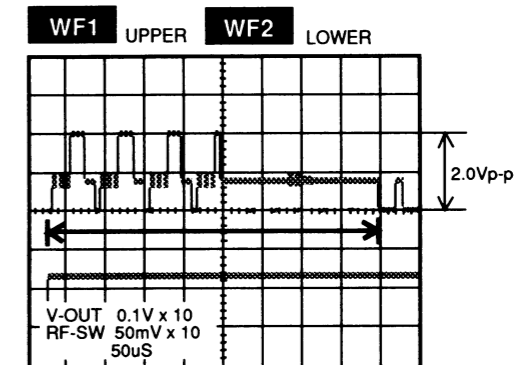 WF1 UPPER WF2 LOWER
2.0Vp-p
V-OUT 0.1V x 10
RF-SW 50mV x 10
50uS